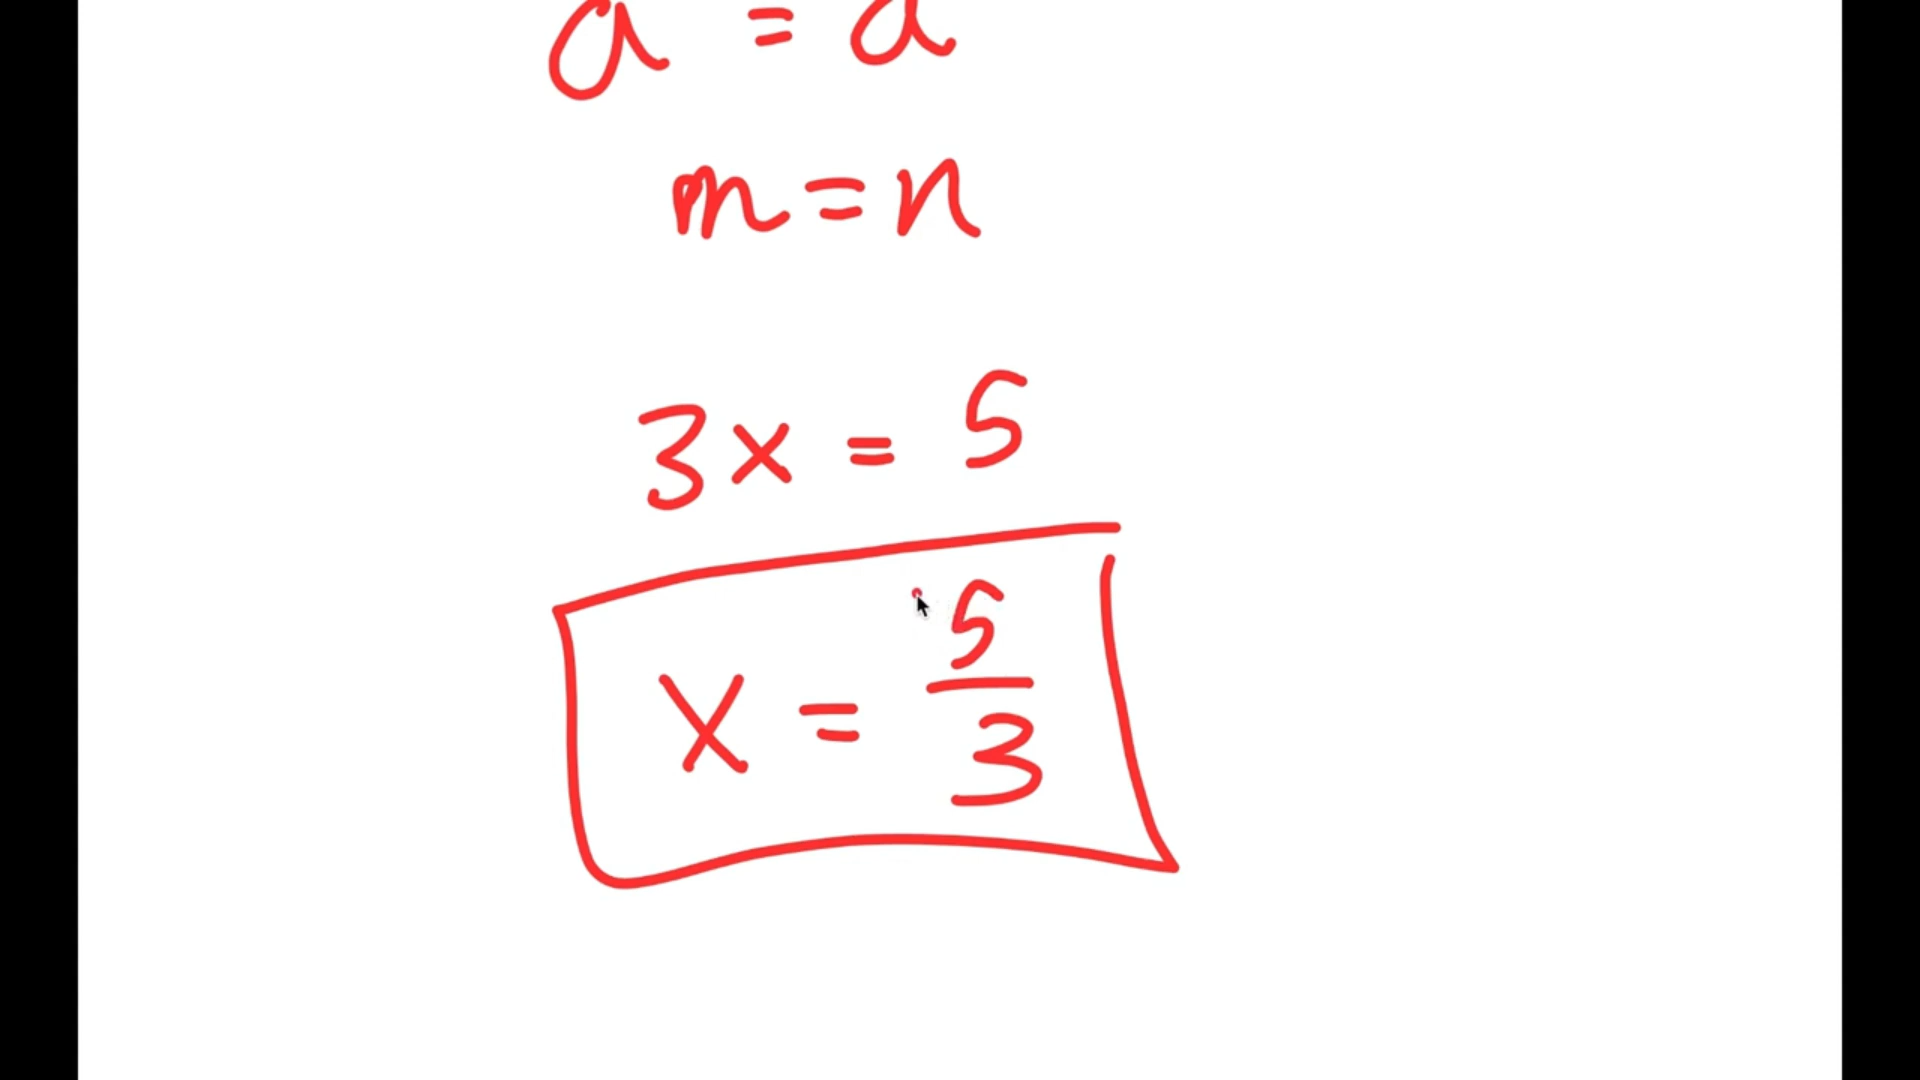 a = a
m = n
3x = 5
x = 5/3